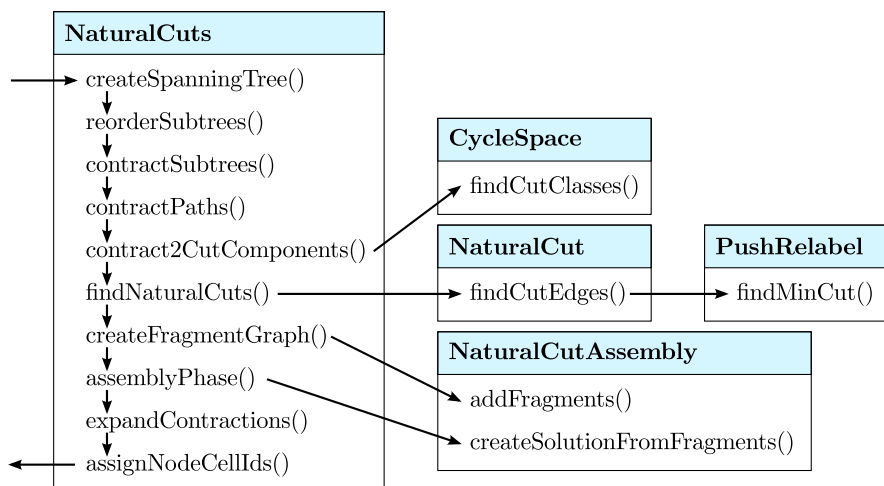 NaturalCuts
createSpanningTree()
reorderSubtrees()
contractSubtrees()
contractPaths()
contract2CutComponents()
findNaturalCuts()
createFragmentGraph()
assemblyPhase()
expandContractions()
assignNodeCellIds()
CycleSpace
findCutClasses()
NaturalCut
findCutEdges()
PushRelabel
findMinCut()
NaturalCutAssembly
addFragments()
createSolutionFromFragments()